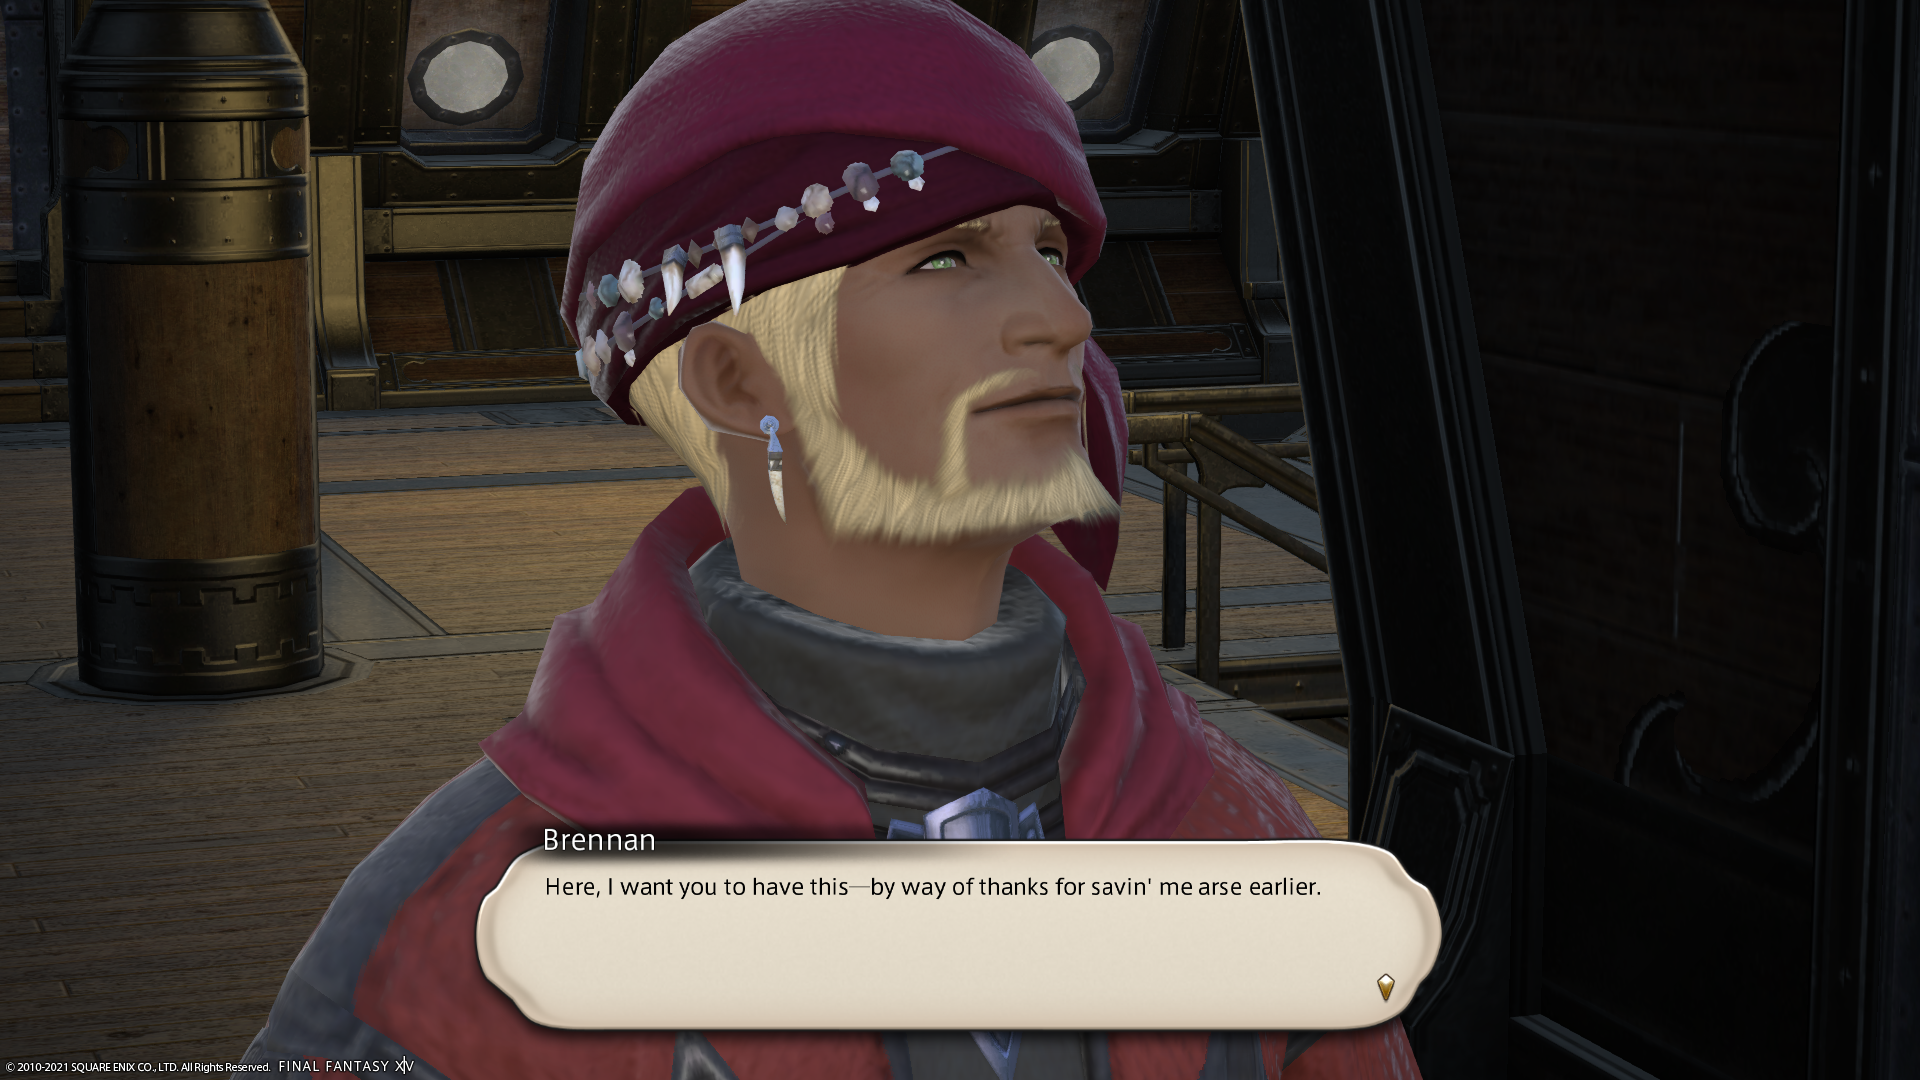 Brennan
Here, I want you to have this—by way of thanks for savin' me arse earlier.
© 2010-2021 SQUARE ENIX CO., LTD. All Rights Reserved. FINAL FANTASY XIV